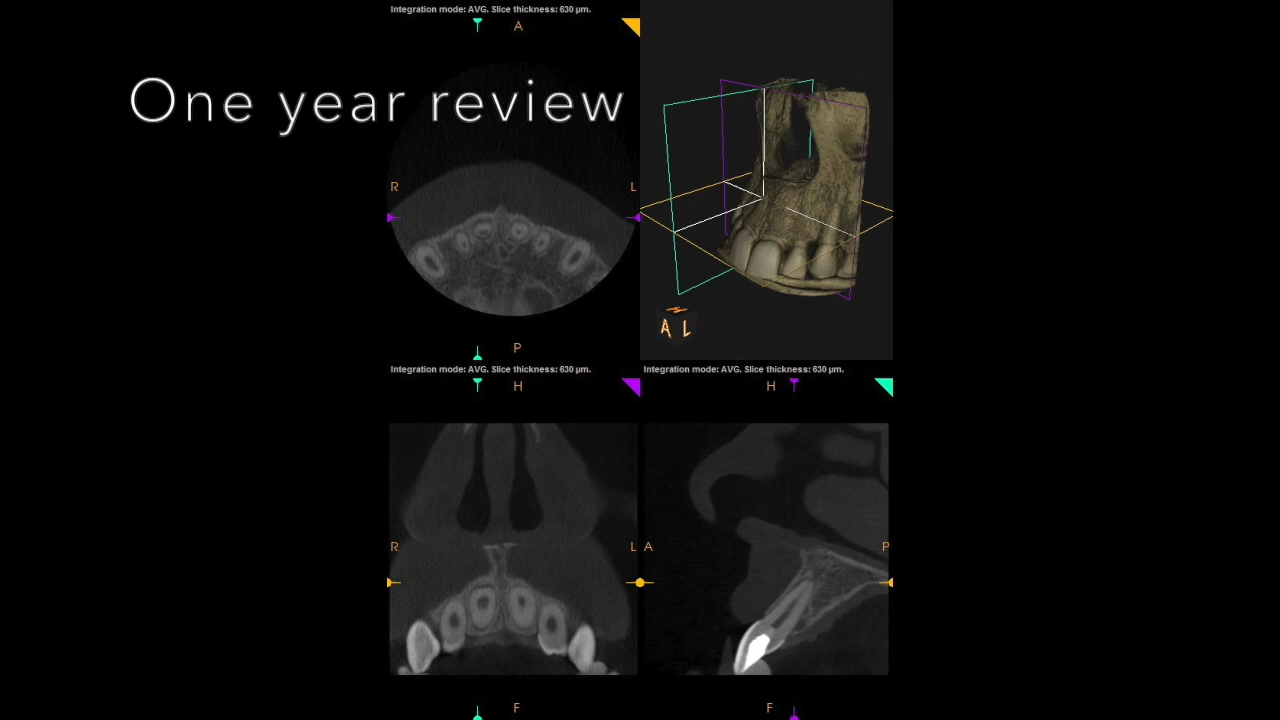 Integration mode: AVG. Slice thickness: 630 µm.
A
One year review
R
L
P
A L
Integration mode: AVG. Slice thickness: 630 µm.
Integration mode: AVG. Slice thickness: 630 µm.
H
H
R
L
A
P
F
F